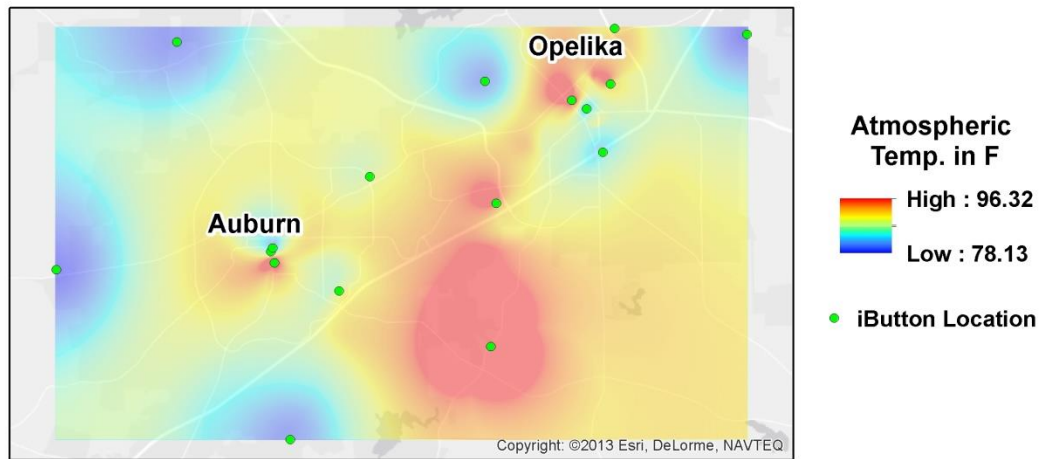 Opelika
Auburn
Copyright: ©2013 Esri, DeLorme, NAVTEQ
Atmospheric
Temp. in F
High : 96.32
Low : 78.13
iButton Location